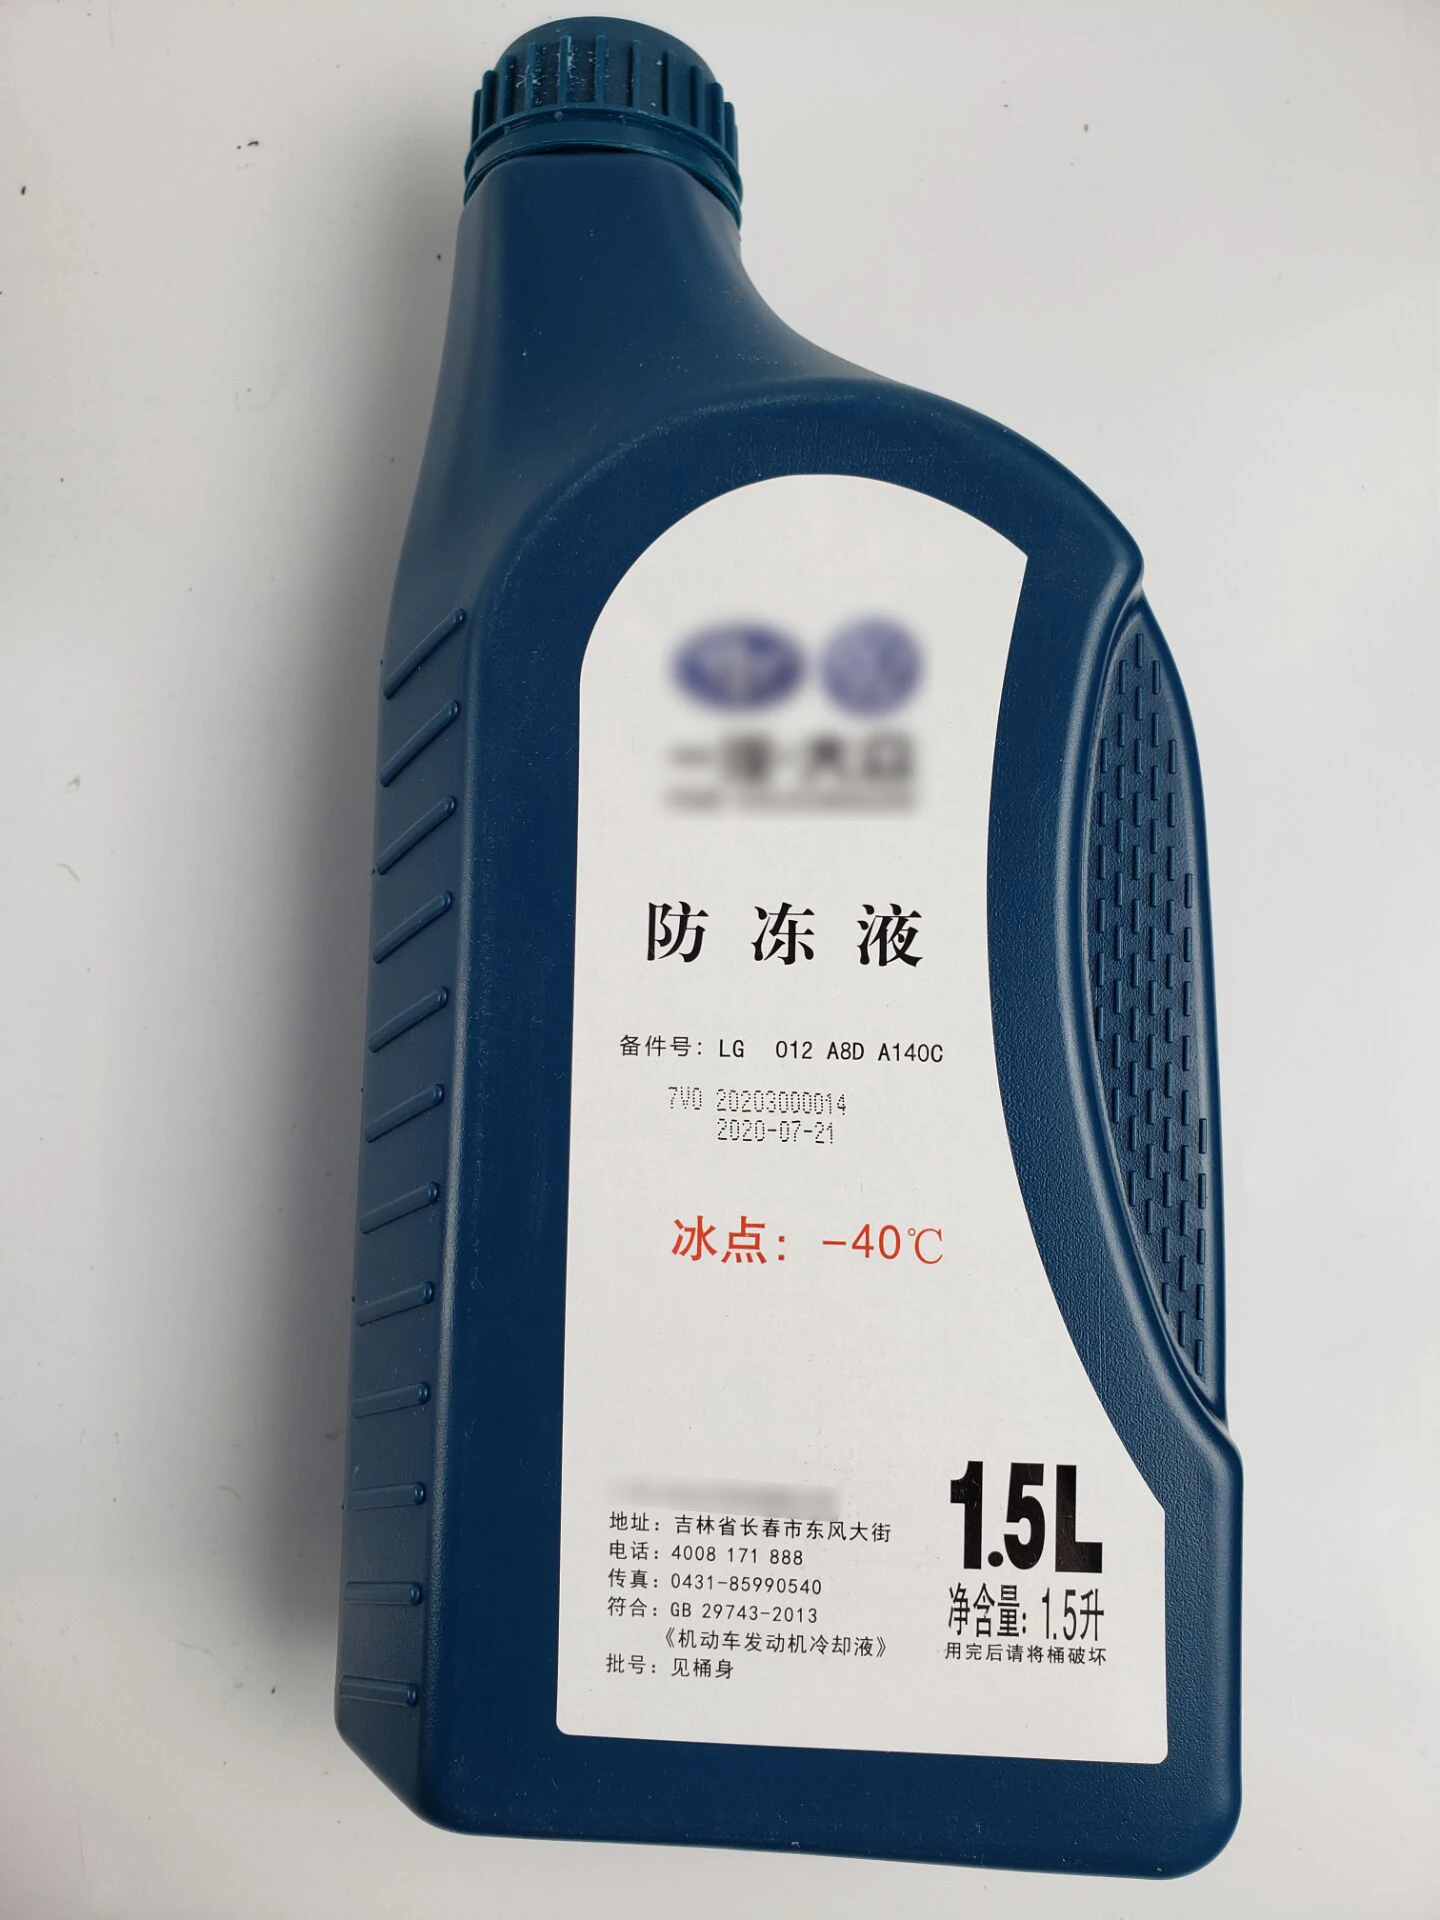 防冻液
备件号：LG 012 A8D A140C
7V0 20203000014
2020-07-21
冰点：-40℃
地址：吉林省长春市东风大街
电话：4008 171 888
传真：0431-85990540
符合：GB 29743-2013
《机动车发动机冷却液》
批号：见桶身
1.5L
净含量：1.5升
用完后请将桶破坏